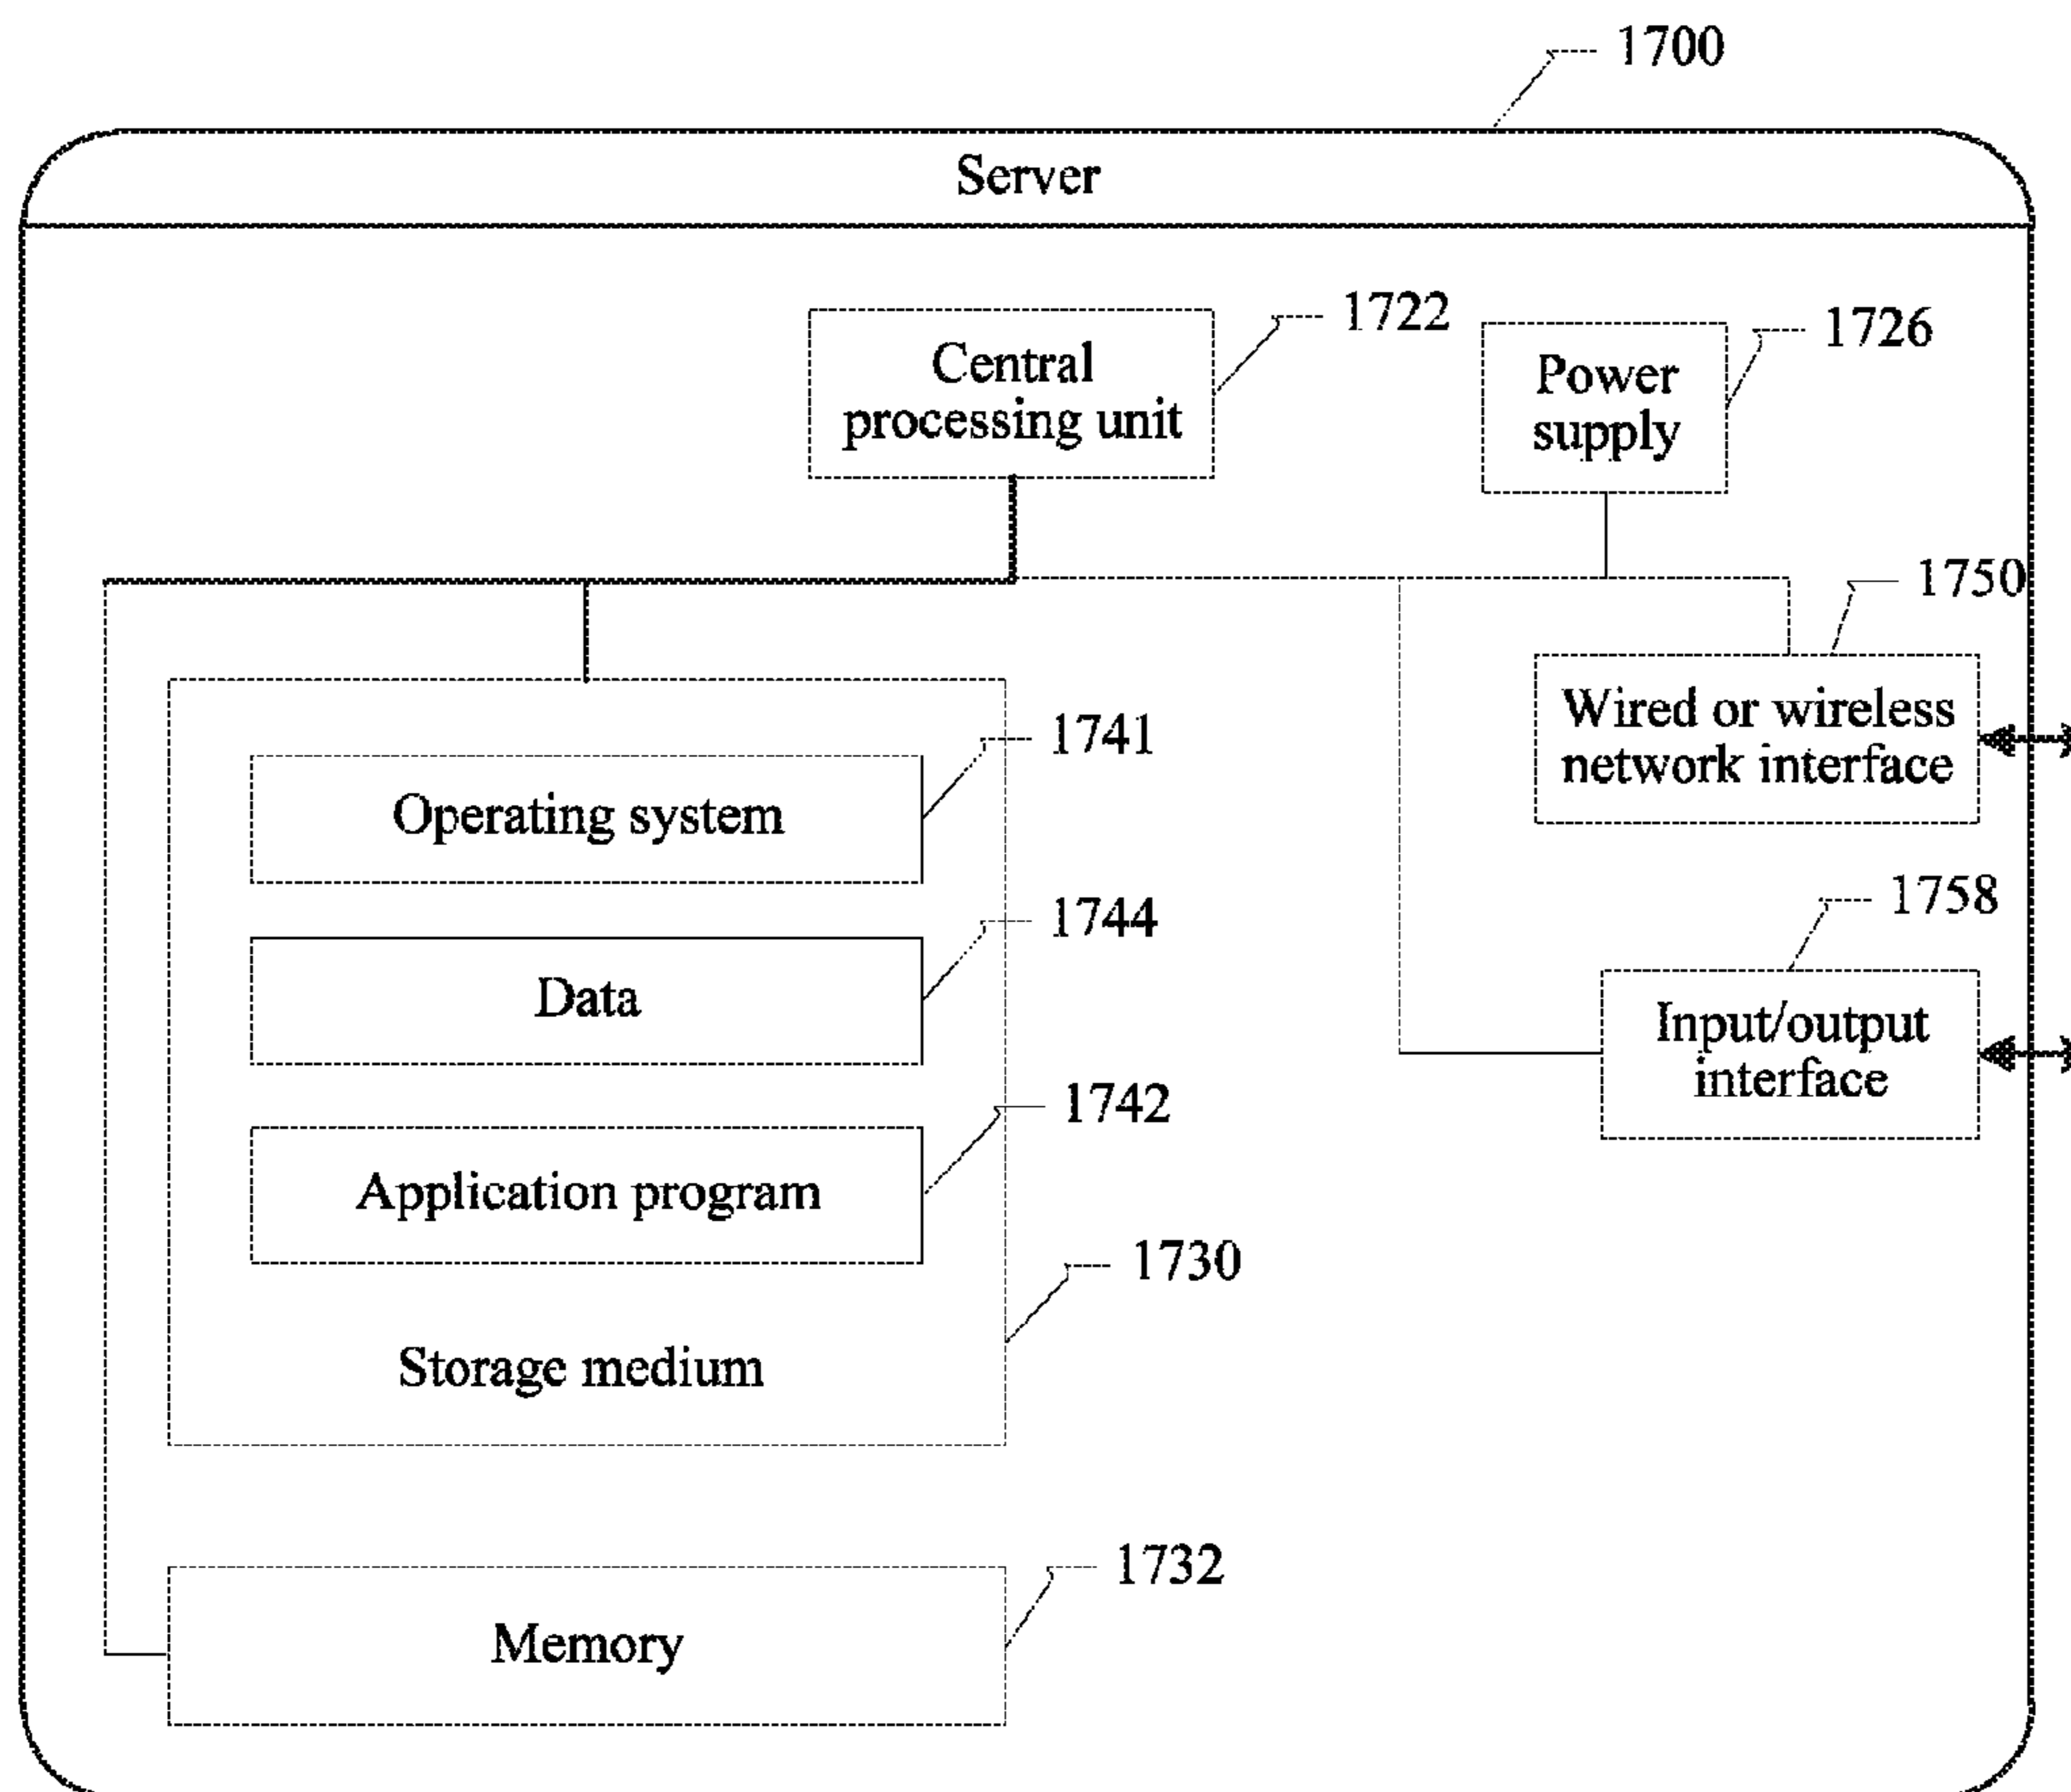 1700
Server
1722
Central
processing unit
1726
Power
supply
1750
Wired or wireless
network interface
1741
Operating system
1744
Data
1758
Input/output
interface
1742
Application program
1730
Storage medium
1732
Memory